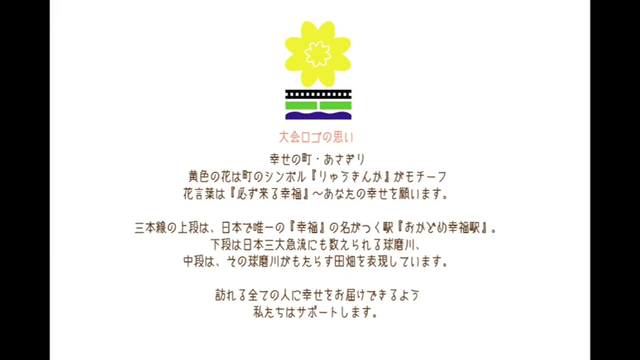 大会ロゴの思い
幸せの町・あさぎり
黄色の花は町のシンボル『りゅうきんか』がモチーフ
花言葉は『必ず来る幸福』～あなたの幸せを願います。
三本線の上段は、日本で唯一の『幸福』の名がつく駅『おかどめ幸福駅』。
下段は日本三大急流にも数えられる球磨川、
中段は、その球磨川がもたらす田畑を表現しています。
訪れる全ての人に幸せをお届けできるよう
私たちはサポートします。